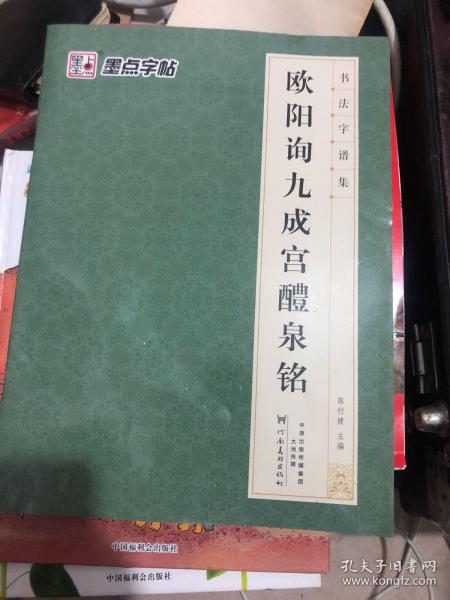 墨点
墨点字帖
书法字谱集
欧阳询九成宫醴泉铭
陈行健 主编
中原出版传媒集团
大地传媒
河南美术出版社
中国福利会出版社
中国福利会出版社
孔夫子旧书网
www.kongfz.com